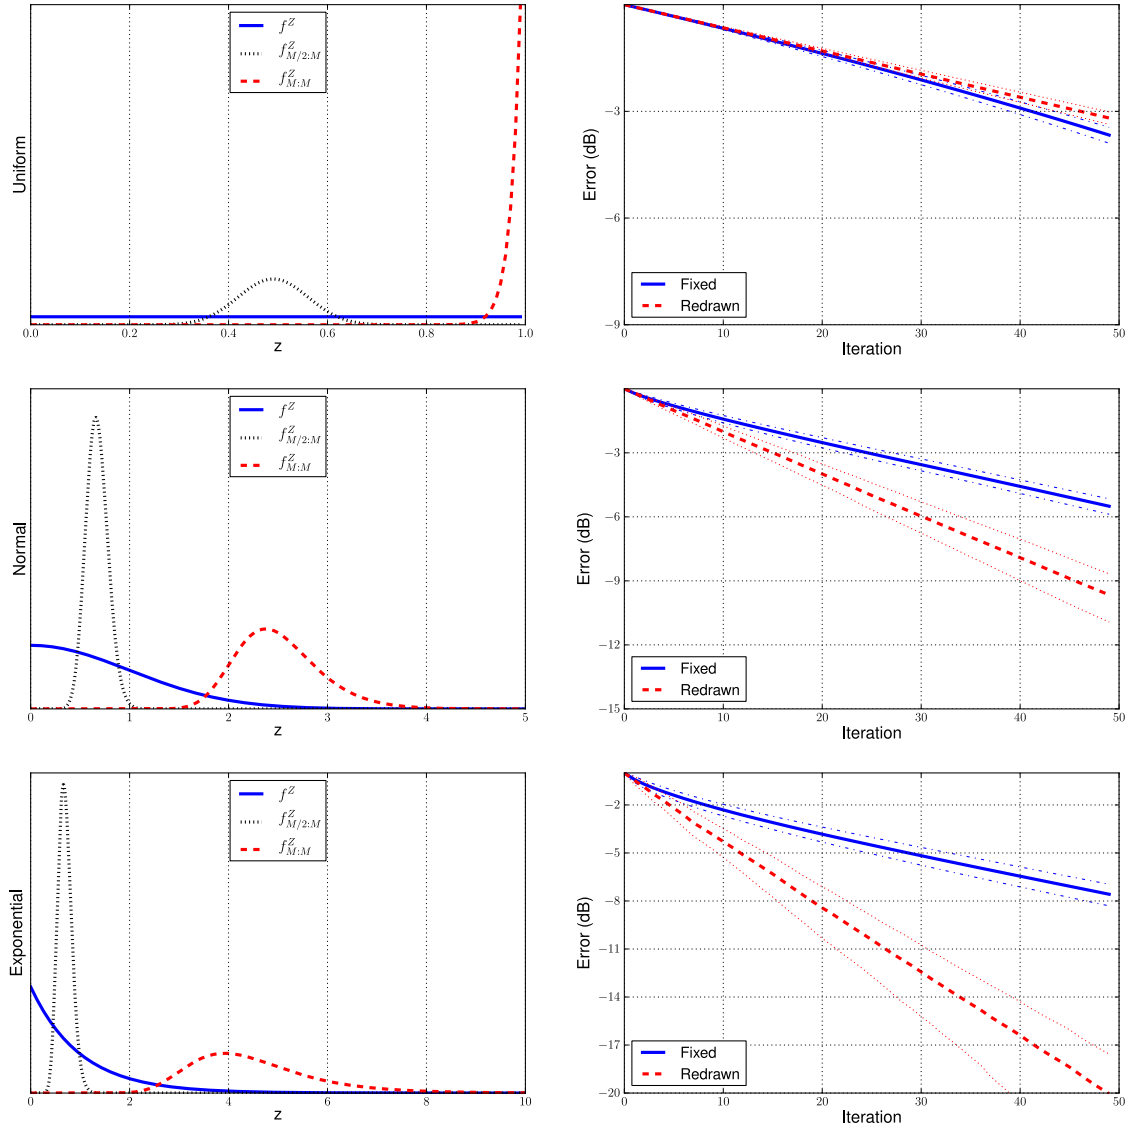 f^Z
f^Z_{M/2:M}
f^Z_{M:M}
Uniform
0.0 0.2 0.4 0.6 0.8 1.0
z
−3
−6
−9
Error (dB)
Fixed
Redrawn
0 10 20 30 40 50
Iteration
f^Z
f^Z_{M/2:M}
f^Z_{M:M}
Normal
0 1 2 3 4 5
z
−3
−6
−9
−12
−15
Error (dB)
Fixed
Redrawn
0 10 20 30 40 50
Iteration
f^Z
f^Z_{M/2:M}
f^Z_{M:M}
Exponential
0 2 4 6 8 10
z
−2
−5
−8
−11
−14
−17
−20
Error (dB)
Fixed
Redrawn
0 10 20 30 40 50
Iteration